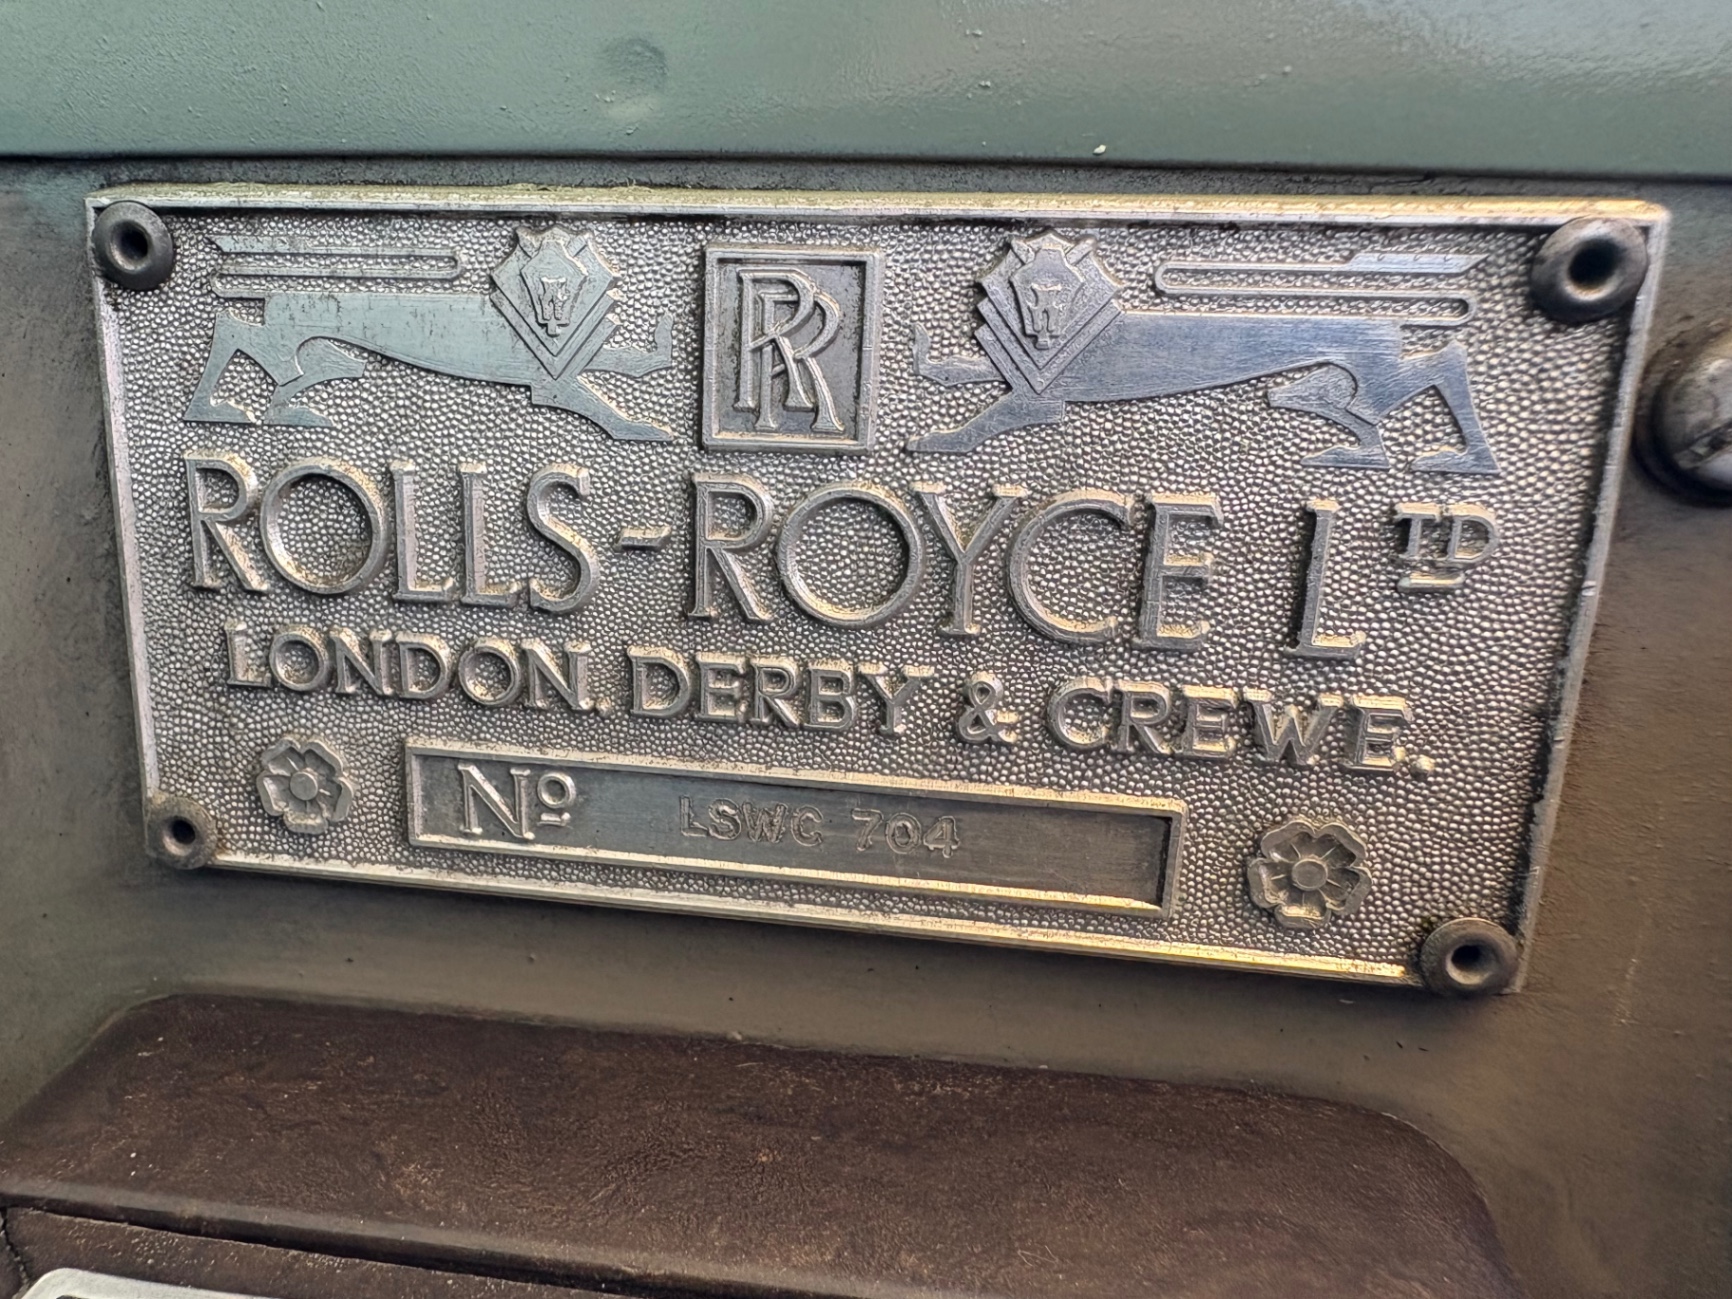 RR
ROLLS-ROYCE LTD
LONDON. DERBY & CREWE.
Nº LSWC 704